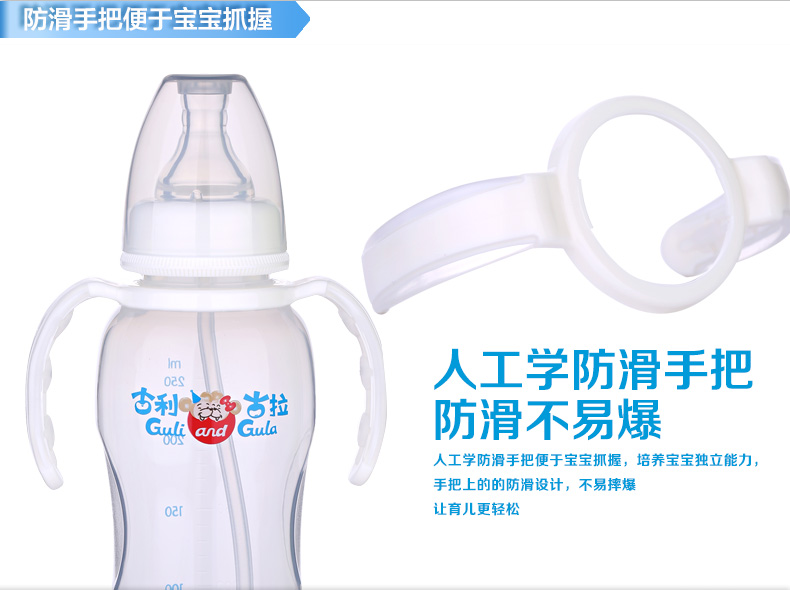 防滑手把便于宝宝抓握
ml
250
古利 古拉
Guli and Gula
200
150
100
人工学防滑手把
防滑不易爆
人工学防滑手把便于宝宝抓握，培养宝宝独立能力，
手把上的的防滑设计，不易摔爆
让育儿更轻松